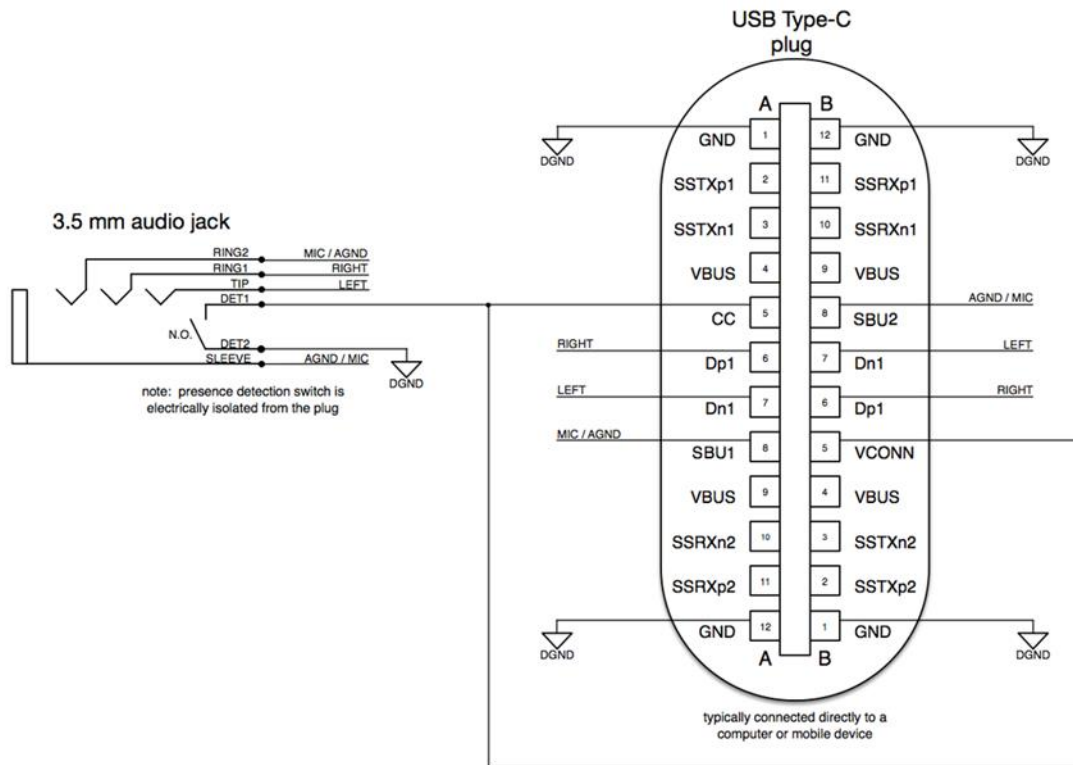 USB Type-C
plug
A B
GND 1 12 GND
DGND DGND
SSTXp1 2 11 SSRXp1
SSTXn1 3 10 SSRXn1
VBUS 4 9 VBUS
CC 5 8 SBU2 AGND / MIC
RIGHT Dp1 6 7 Dn1 LEFT
LEFT Dn1 7 6 Dp1 RIGHT
MIC / AGND SBU1 8 5 VCONN
VBUS 9 4 VBUS
SSRXn2 10 3 SSTXn2
SSRXp2 11 2 SSTXp2
GND 12 1 GND
DGND DGND
A B
typically connected directly to a
computer or mobile device
3.5 mm audio jack
RING2 MIC / AGND
RING1 RIGHT
TIP LEFT
DET1
N.O.
DET2
SLEEVE AGND / MIC
DGND
note: presence detection switch is
electrically isolated from the plug